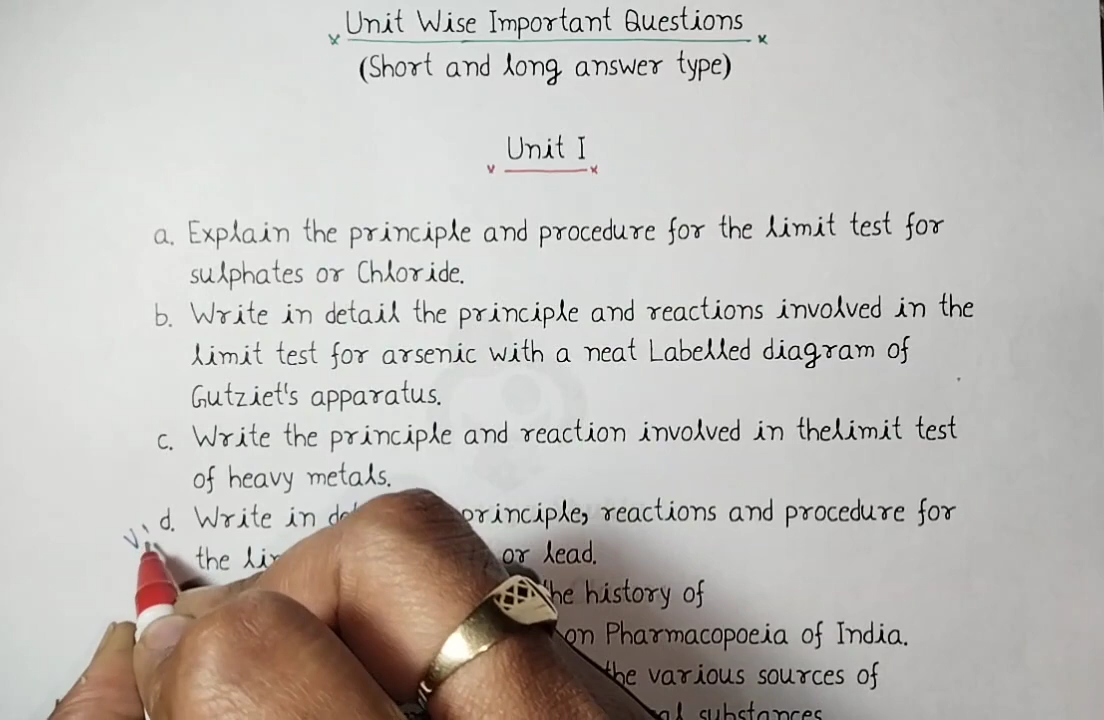 Unit Wise Important Questions
(Short and long answer type)
Unit I
a. Explain the principle and procedure for the limit test for
sulphates or Chloride.
b. Write in detail the principle and reactions involved in the
limit test for arsenic with a neat Labelled diagram of
Gutziet's apparatus.
c. Write the principle and reaction involved in thelimit test
of heavy metals.
d. Write in principle, reactions and procedure for
the or lead.
the history of
on Pharmacopoeia of India.
the various sources of
substances